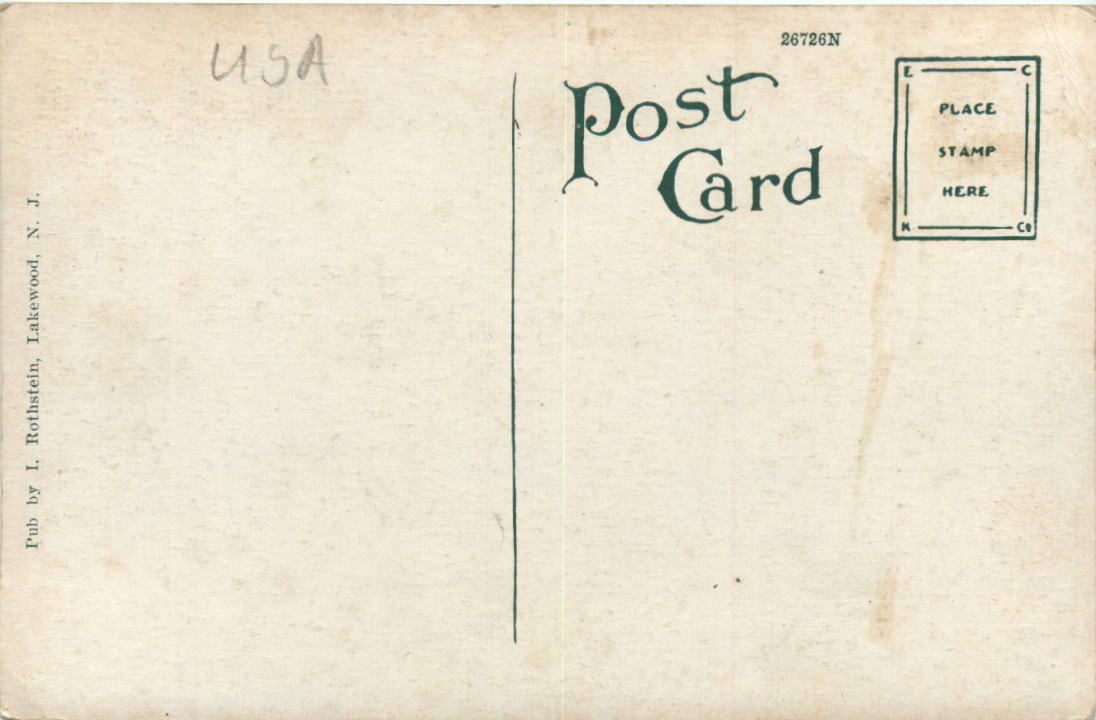 USA
Pub by I. Rothstein, Lakewood, N. J.
26726N
Post
Card
E C
PLACE
STAMP
HERE
K Co